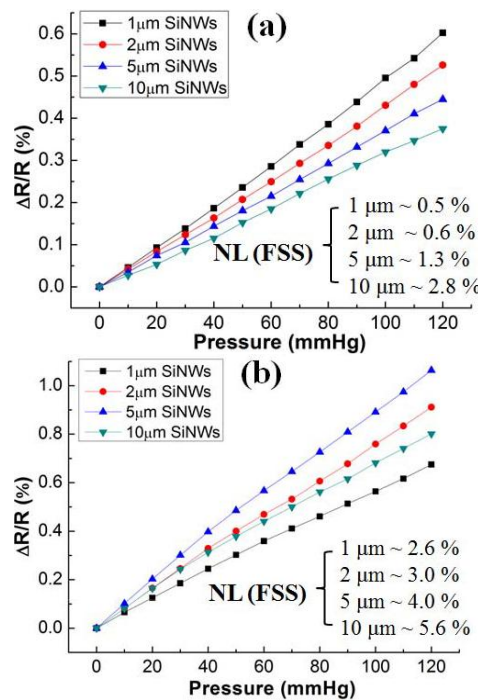 (a)
1μm SiNWs
2μm SiNWs
5μm SiNWs
10μm SiNWs
ΔR/R (%)
0.6
0.5
0.4
0.3
0.2
0.1
0.0
NL (FSS)
1 μm ~ 0.5 %
2 μm ~ 0.6 %
5 μm ~ 1.3 %
10 μm ~ 2.8 %
0 20 40 60 80 100 120
Pressure (mmHg)
(b)
1μm SiNWs
2μm SiNWs
5μm SiNWs
10μm SiNWs
ΔR/R (%)
1.0
0.8
0.6
0.4
0.2
0.0
NL (FSS)
1 μm ~ 2.6 %
2 μm ~ 3.0 %
5 μm ~ 4.0 %
10 μm ~ 5.6 %
0 20 40 60 80 100 120
Pressure (mmHg)